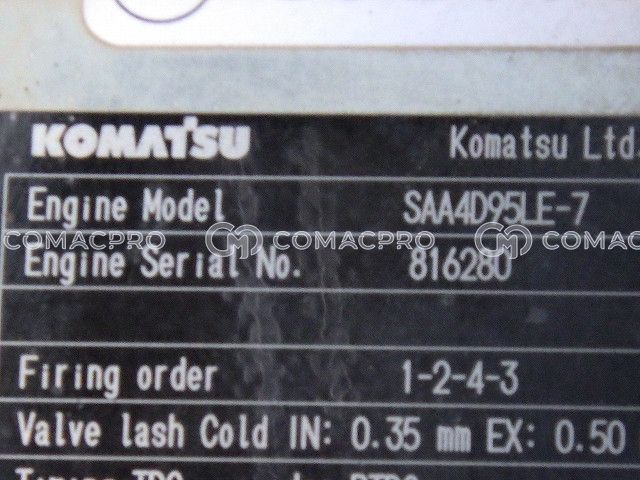 KOMATSU Komatsu Ltd.
Engine Model SAA4D95LE-7
COMACPRO COMACPRO COMACPRO
Engine Serial No. 816280
Firing order 1-2-4-3
Valve lash Cold IN: 0.35 mm EX: 0.50